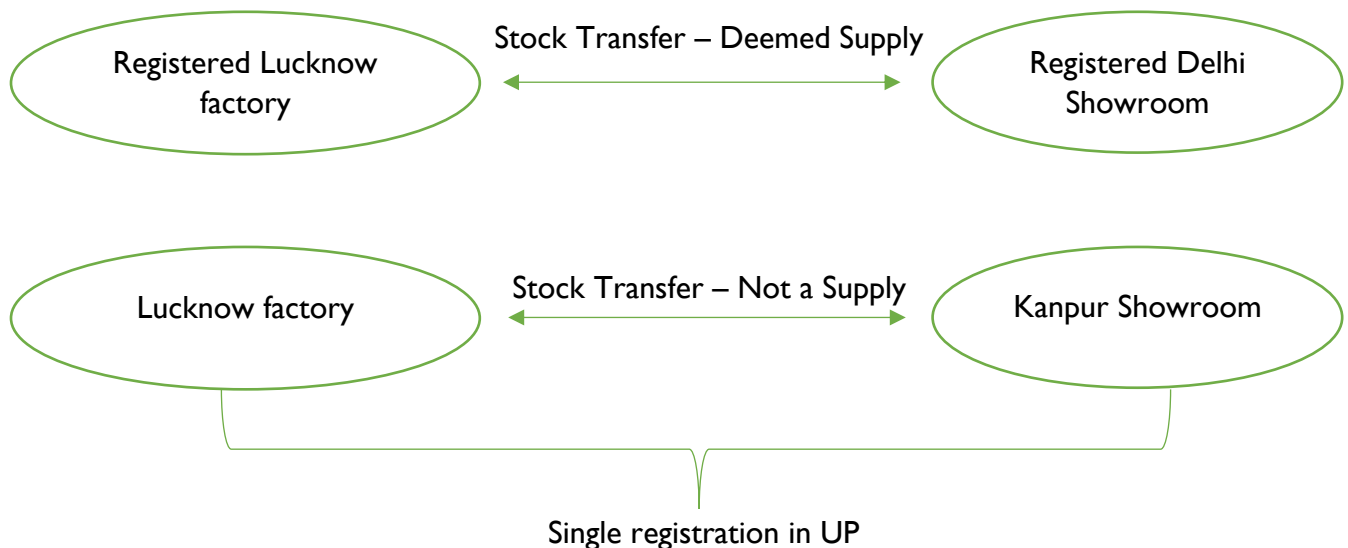 Stock Transfer – Deemed Supply
Registered Lucknow
factory
Registered Delhi
Showroom
Stock Transfer – Not a Supply
Lucknow factory
Kanpur Showroom
Single registration in UP